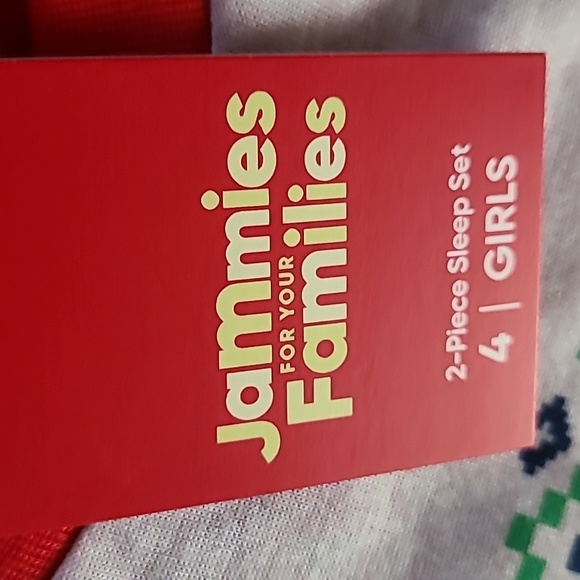 Jammies
FOR YOUR
Families
2-Piece Sleep Set
4 | GIRLS